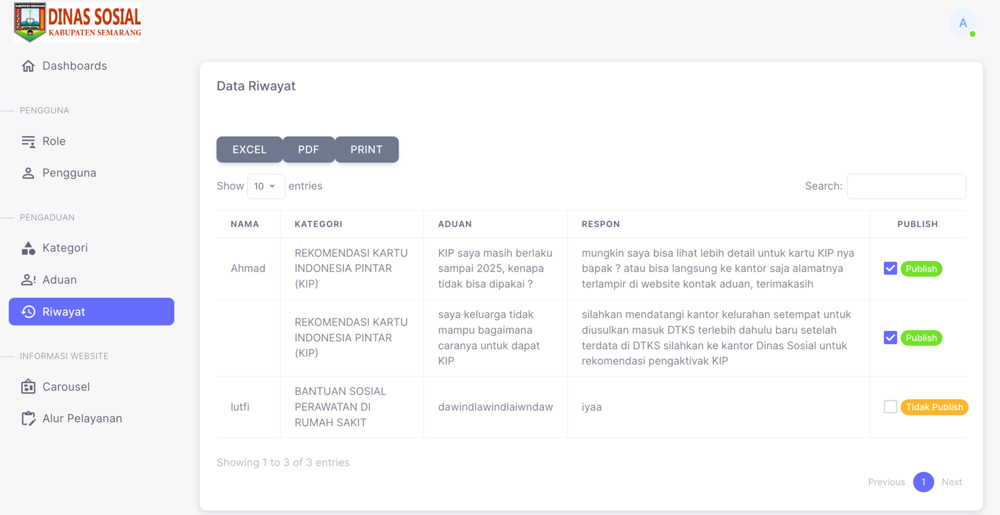 KABUPATEN SEMARANG
DINAS SOSIAL
KABUPATEN SEMARANG
A
Dashboards
PENGGUNA
Role
Pengguna
PENGADUAN
Kategori
Aduan
Riwayat
INFORMASI WEBSITE
Carousel
Alur Pelayanan
Data Riwayat
EXCEL PDF PRINT
Show 10 entries
Search:
NAMA KATEGORI ADUAN RESPON PUBLISH
Ahmad
REKOMENDASI KARTU
INDONESIA PINTAR
(KIP)
KIP saya masih berlaku
sampai 2025, kenapa
tidak bisa dipakai ?
mungkin saya bisa lihat lebih detail untuk kartu KIP nya
bapak ? atau bisa langsung ke kantor saja alamatnya
terlampir di website kontak aduan, terimakasih
Publish
REKOMENDASI KARTU
INDONESIA PINTAR
(KIP)
saya keluarga tidak
mampu bagaimana
caranya untuk dapat
KIP
silahkan mendatangi kantor kelurahan setempat untuk
diusulkan masuk DTKS terlebih dahulu baru setelah
terdata di DTKS silahkan ke kantor Dinas Sosial untuk
rekomendasi pengaktivak KIP
Publish
lutfi
BANTUAN SOSIAL
PERAWATAN DI
RUMAH SAKIT
dawindlawindlaiwndaw
iyaa
Tidak Publish
Showing 1 to 3 of 3 entries
Previous 1 Next